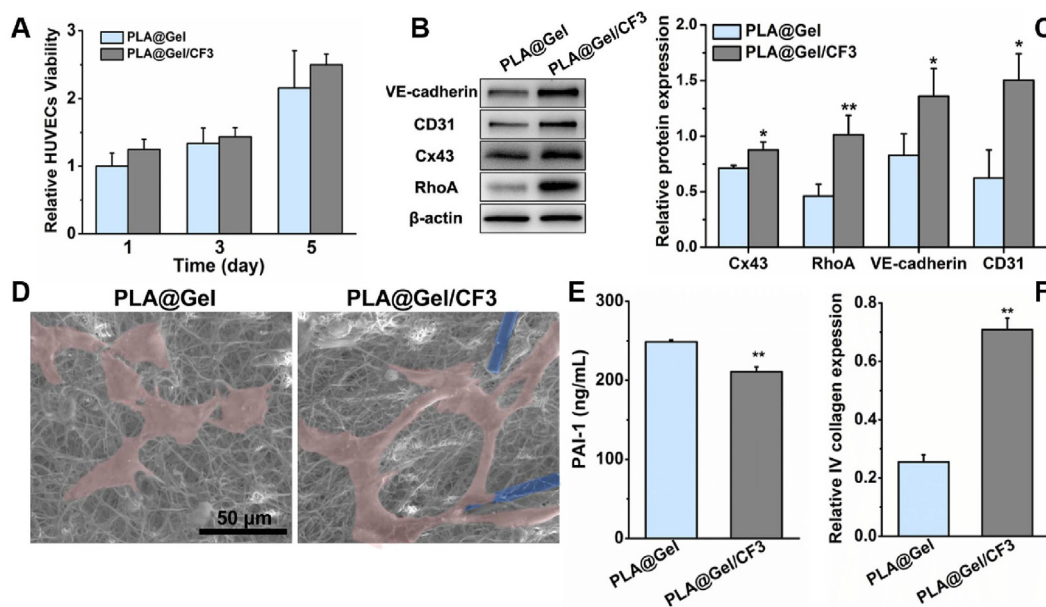 A
Relative HUVECs Viability
3
2
1
0
PLA@Gel
PLA@Gel/CF3
1 3 5
Time (day)
B
PLA@Gel PLA@Gel/CF3
VE-cadherin
CD31
Cx43
RhoA
β-actin
C
Relative protein expression
2.0
1.5
1.0
0.5
0.0
PLA@Gel
PLA@Gel/CF3
* ** * *
Cx43 RhoA VE-cadherin CD31
D
PLA@Gel PLA@Gel/CF3
50 µm
E
PAI-1 (ng/mL)
300
200
100
0
**
PLA@Gel PLA@Gel/CF3
F
Relative IV collagen expession
0.8
0.6
0.4
0.2
0.0
**
PLA@Gel PLA@Gel/CF3